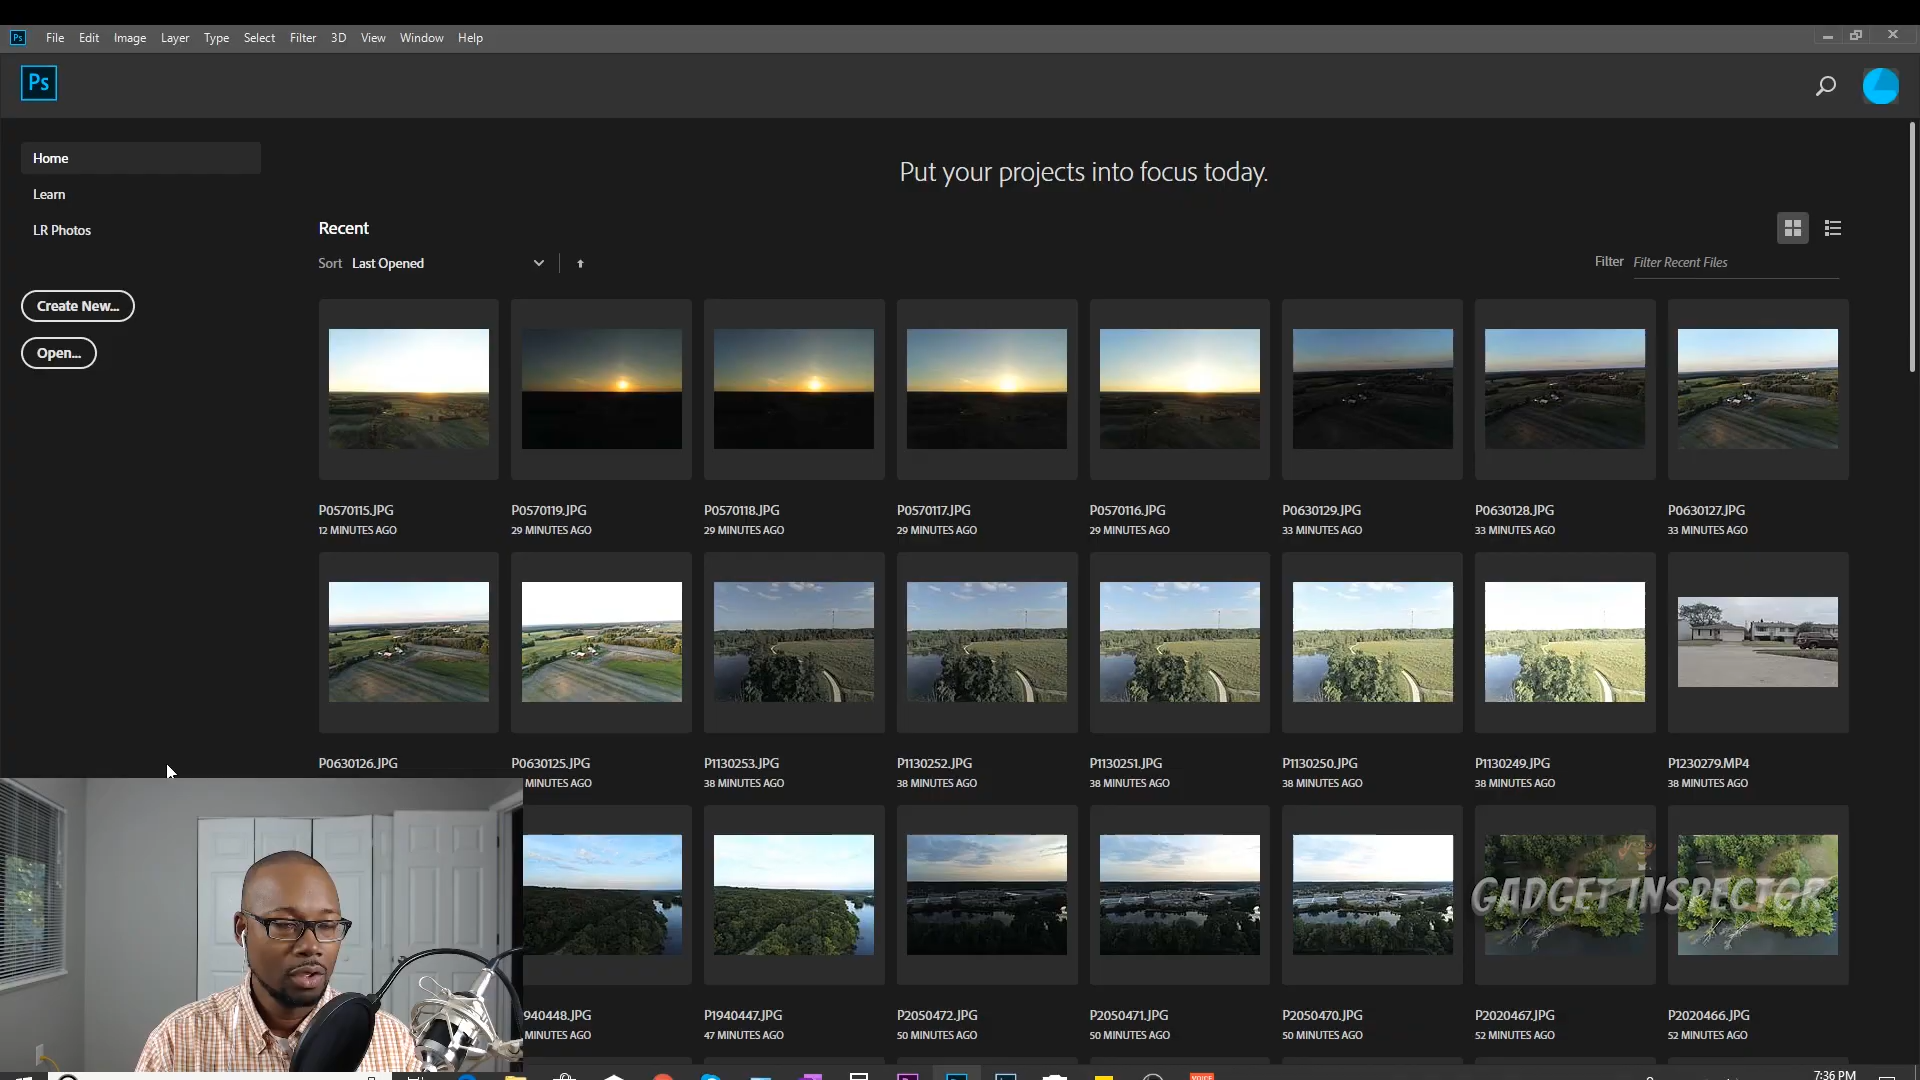 Ps File Edit Image Layer Type Select Filter 3D View Window Help
Ps
Home
Learn
LR Photos
Create New...
Open...
Put your projects into focus today.
Recent
Sort Last Opened
Filter Filter Recent Files
P0570115.JPG P0570119.JPG P0570118.JPG P0570117.JPG P0570116.JPG P0630129.JPG P0630128.JPG P0630127.JPG
12 MINUTES AGO 29 MINUTES AGO 29 MINUTES AGO 29 MINUTES AGO 29 MINUTES AGO 33 MINUTES AGO 33 MINUTES AGO 33 MINUTES AGO
P0630126.JPG P0630125.JPG P1130253.JPG P1130252.JPG P1130251.JPG P1130250.JPG P1130249.JPG P1230279.MP4
MINUTES AGO 38 MINUTES AGO 38 MINUTES AGO 38 MINUTES AGO 38 MINUTES AGO 38 MINUTES AGO 38 MINUTES AGO
GADGET INSPECTOR
940448.JPG P1940447.JPG P2050472.JPG P2050471.JPG P2050470.JPG P2020467.JPG P2020466.JPG
MINUTES AGO 47 MINUTES AGO 50 MINUTES AGO 50 MINUTES AGO 50 MINUTES AGO 52 MINUTES AGO 52 MINUTES AGO
7:36 PM